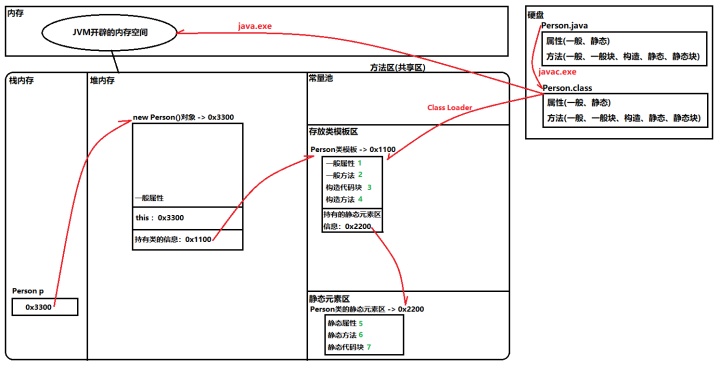 内存
JVM开辟的内存空间
java.exe
硬盘
Person.java
属性(一般、静态)
方法(一般、一般块、构造、静态、静态块)
javac.exe
Person.class
属性(一般、静态)
方法(一般、一般块、构造、静态、静态块)
方法区(共享区)
栈内存
堆内存
常量池
Class Loader
new Person()对象 -> 0x3300
一般属性
this : 0x3300
持有类的信息: 0x1100
存放类模板区
Person类模板 -> 0x1100
一般属性 1
一般方法 2
构造代码块 3
构造方法 4
持有的静态元素区
信息: 0x2200
Person p
0x3300
静态元素区
Person类的静态元素区 -> 0x2200
静态属性 5
静态方法 6
静态代码块 7